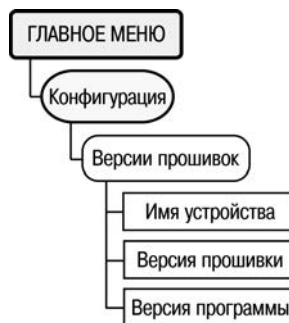 ГЛАВНОЕ МЕНЮ
Конфигурация
Версии прошивок
Имя устройства
Версия прошивки
Версия программы